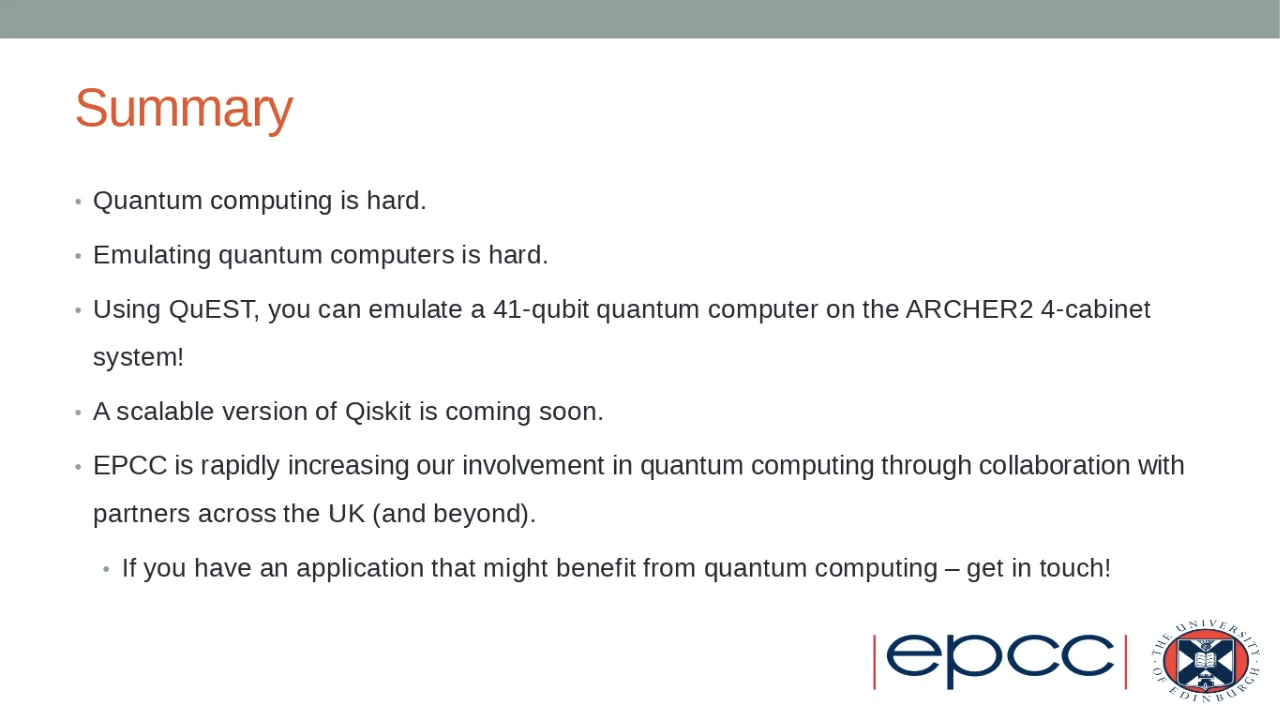 Summary
• Quantum computing is hard.
• Emulating quantum computers is hard.
• Using QuEST, you can emulate a 41-qubit quantum computer on the ARCHER2 4-cabinet
system!
• A scalable version of Qiskit is coming soon.
• EPCC is rapidly increasing our involvement in quantum computing through collaboration with
partners across the UK (and beyond).
• If you have an application that might benefit from quantum computing – get in touch!
epcc
THE UNIVERSITY OF EDINBURGH